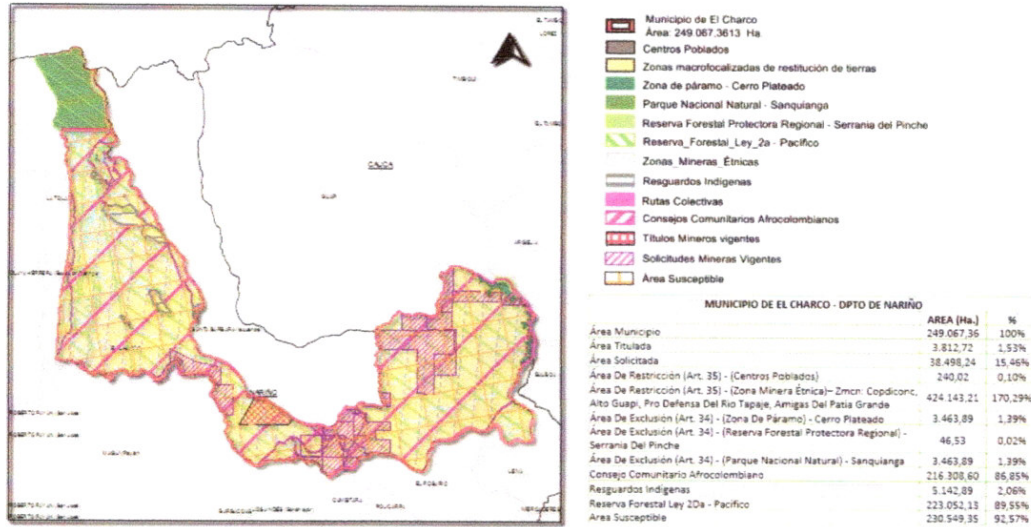 CAUCA
GUAPI
NARIÑO
Municipio de El Charco
Área: 249.067,3613 Ha
Centros Poblados
Zonas macrofocalizadas de restitución de tierras
Zona de páramo - Cerro Plateado
Parque Nacional Natural - Sanquianga
Reserva Forestal Protectora Regional - Serrania del Pinche
Reserva_Forestal_Ley_2a - Pacífico
Zonas_Mineras_Étnicas
Resguardos Indígenas
Rutas Colectivas
Consejos Comunitarios Afrocolombianos
Títulos Mineros vigentes
Solicitudes Mineras Vigentes
Área Susceptible
MUNICIPIO DE EL CHARCO - DPTO DE NARIÑO
AREA (Ha.) %
Área Municipio 249.067,36 100%
Área Titulada 3.812,72 1,53%
Área Solicitada 38.498,24 15,46%
Área De Restricción (Art. 35) - (Centros Poblados) 240,02 0,10%
Área De Restricción (Art. 35) - (Zona Minera Étnica)– Zmcn: Copdiconc,
Alto Guapi, Pro Defensa Del Rio Tapaje, Amigas Del Patia Grande 424.143,21 170,29%
Área De Exclusión (Art. 34) - (Zona De Páramo) - Cerro Plateado 3.463,89 1,39%
Área De Exclusión (Art. 34) - (Reserva Forestal Protectora Regional) -
Serrania Del Pinche 46,53 0,02%
Área De Exclusión (Art. 34) - (Parque Nacional Natural) - Sanquianga 3.463,89 1,39%
Consejo Comunitario Afrocolombiano 216.308,60 86,85%
Resguardos Indígenas 5.142,89 2,06%
Reserva Forestal Ley 2Da - Pacifico 223.052,13 89,55%
Área Susceptible 230.549,35 92,57%